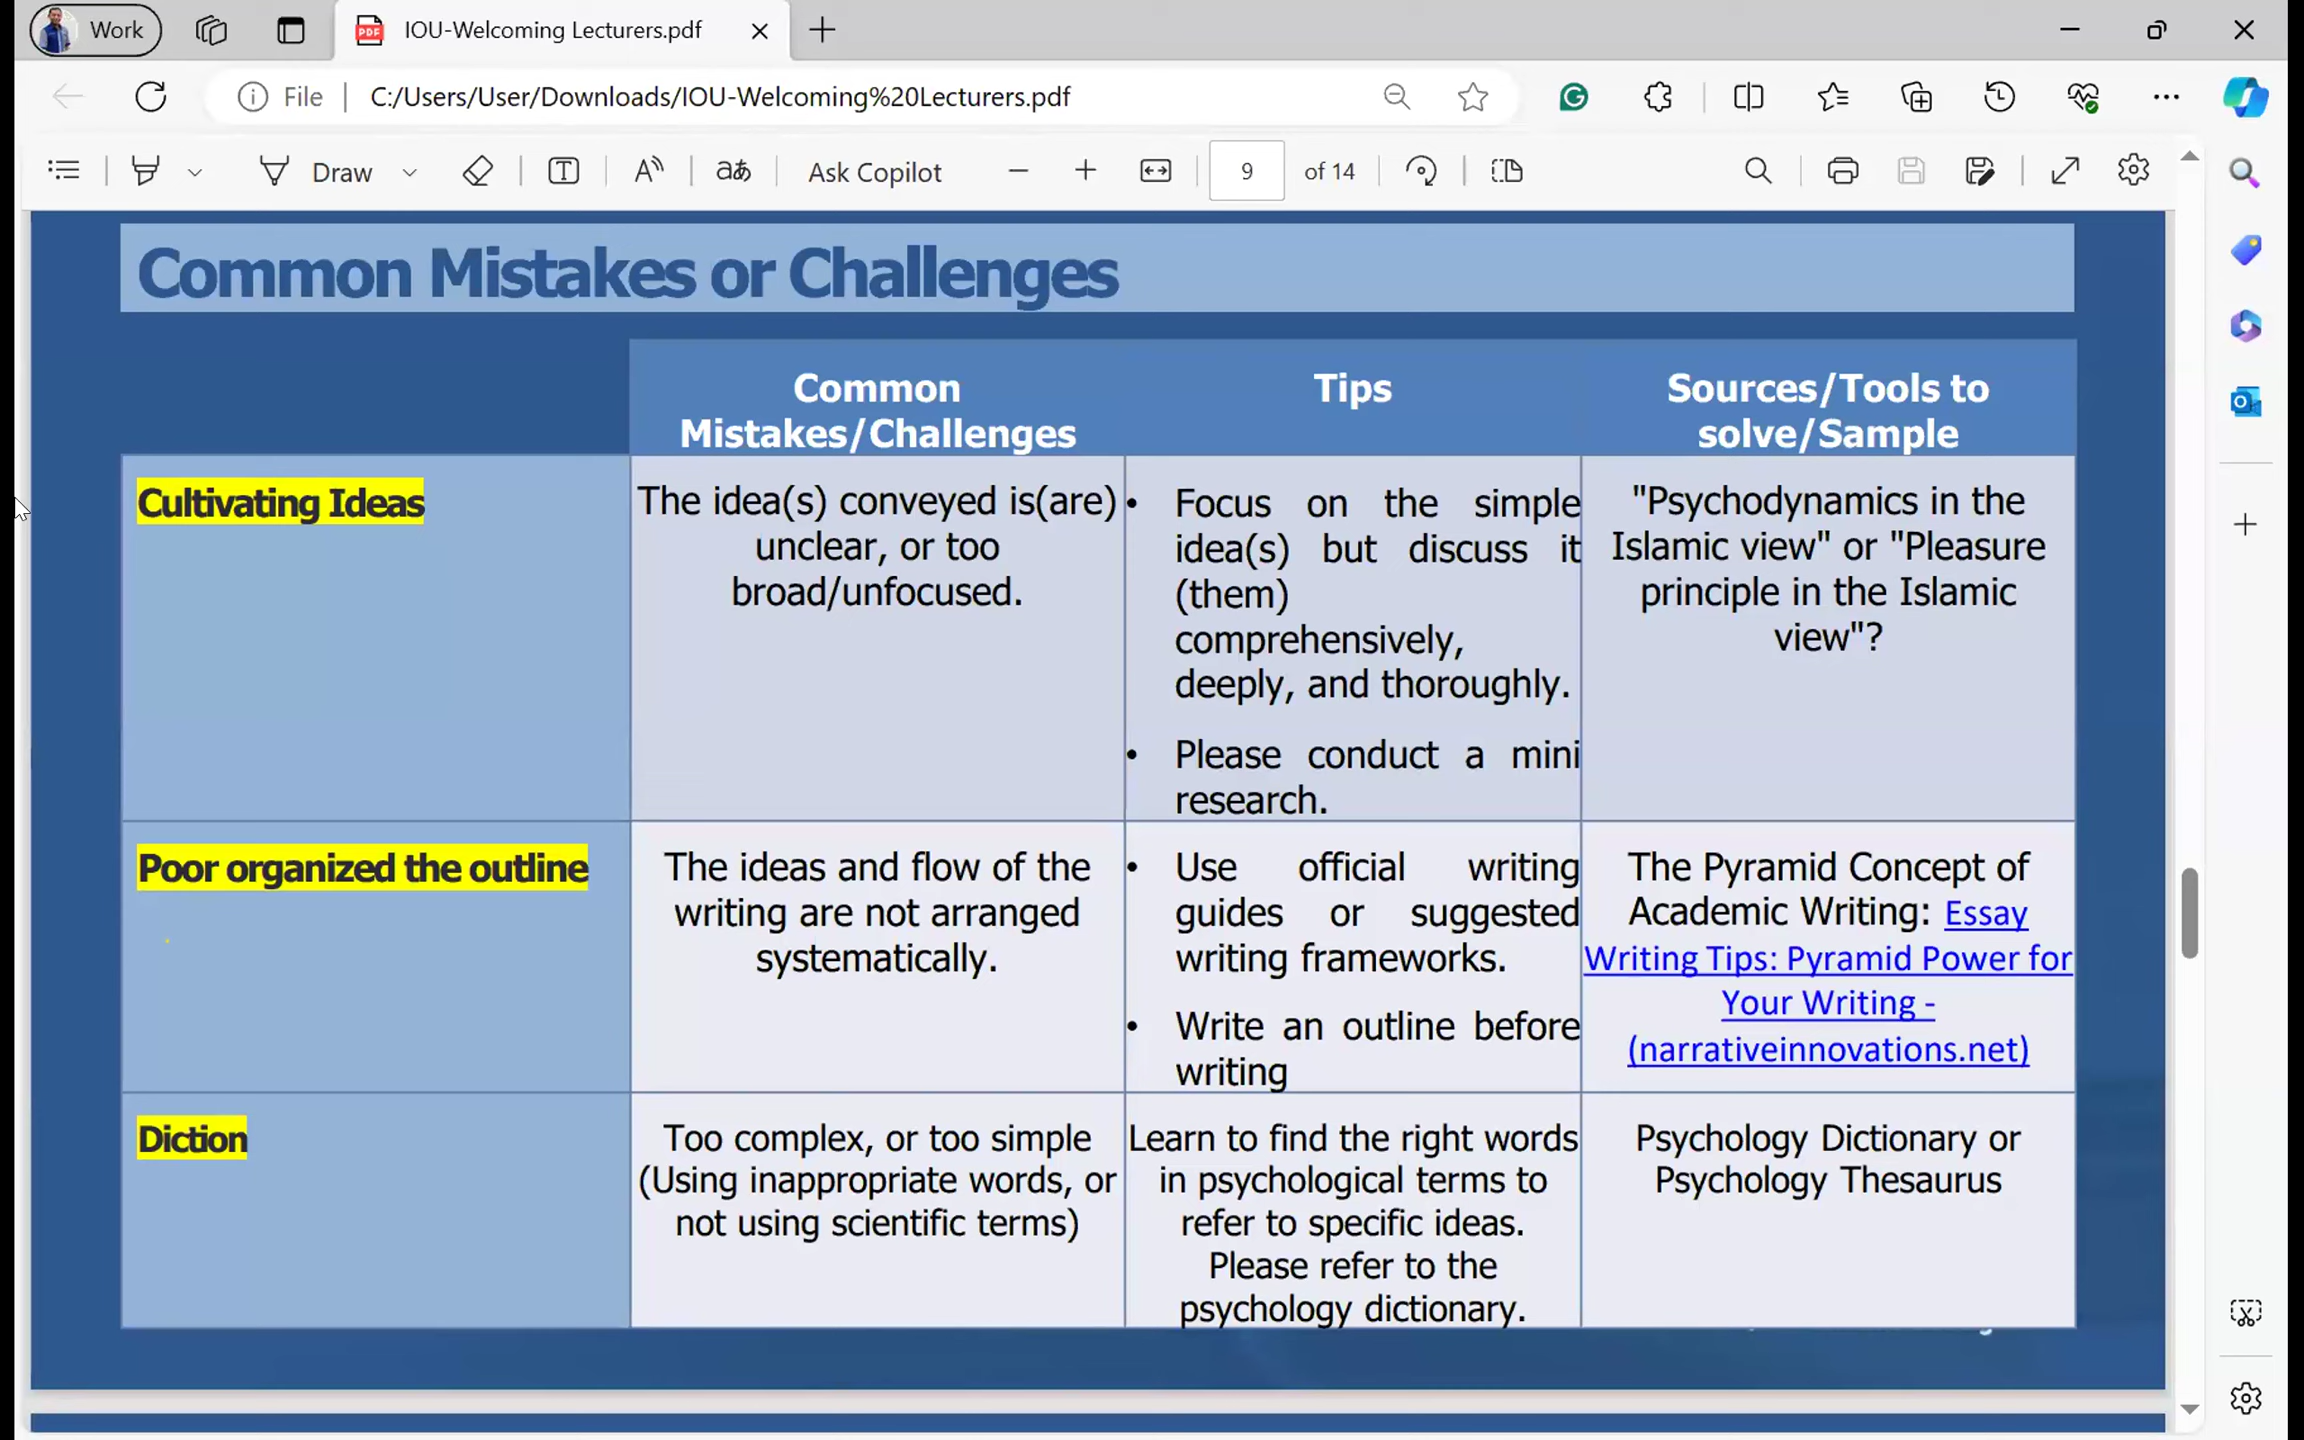 Work
IOU-Welcoming Lecturers.pdf
File
C:/Users/User/Downloads/IOU-Welcoming%20Lecturers.pdf
Draw
Ask Copilot
9
of 14
Common Mistakes or Challenges
Common
Mistakes/Challenges
Tips
Sources/Tools to
solve/Sample
Cultivating Ideas
The idea(s) conveyed is(are)
unclear, or too
broad/unfocused.
• Focus on the simple
idea(s) but discuss it
(them)
comprehensively,
deeply, and thoroughly.
• Please conduct a mini
research.
"Psychodynamics in the
Islamic view" or "Pleasure
principle in the Islamic
view"?
Poor organized the outline
The ideas and flow of the
writing are not arranged
systematically.
• Use official writing
guides or suggested
writing frameworks.
• Write an outline before
writing
The Pyramid Concept of
Academic Writing: Essay
Writing Tips: Pyramid Power for
Your Writing -
(narrativeinnovations.net)
Diction
Too complex, or too simple
(Using inappropriate words, or
not using scientific terms)
Learn to find the right words
in psychological terms to
refer to specific ideas.
Please refer to the
psychology dictionary.
Psychology Dictionary or
Psychology Thesaurus